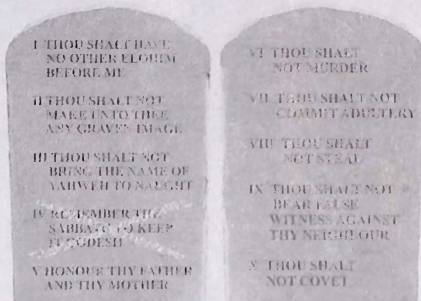 I THOU SHALT HAVE
NO OTHER ELOHIM
BEFORE ME
II THOU SHALT NOT
MAKE UNTO THEE
ANY GRAVEN IMAGE
III THOU SHALT NOT
BRING THE NAME OF
YAHWEH TO NAUGHT
IV REMEMBER THE
SABBATH TO KEEP
IT QODESH
V HONOUR THY FATHER
AND THY MOTHER
VI THOU SHALT
NOT MURDER
VII THOU SHALT NOT
COMMIT ADULTERY
VIII THOU SHALT
NOT STEAL
IX THOU SHALT NOT
BEAR FALSE
WITNESS AGAINST
THY NEIGHBOUR
X THOU SHALT
NOT COVET